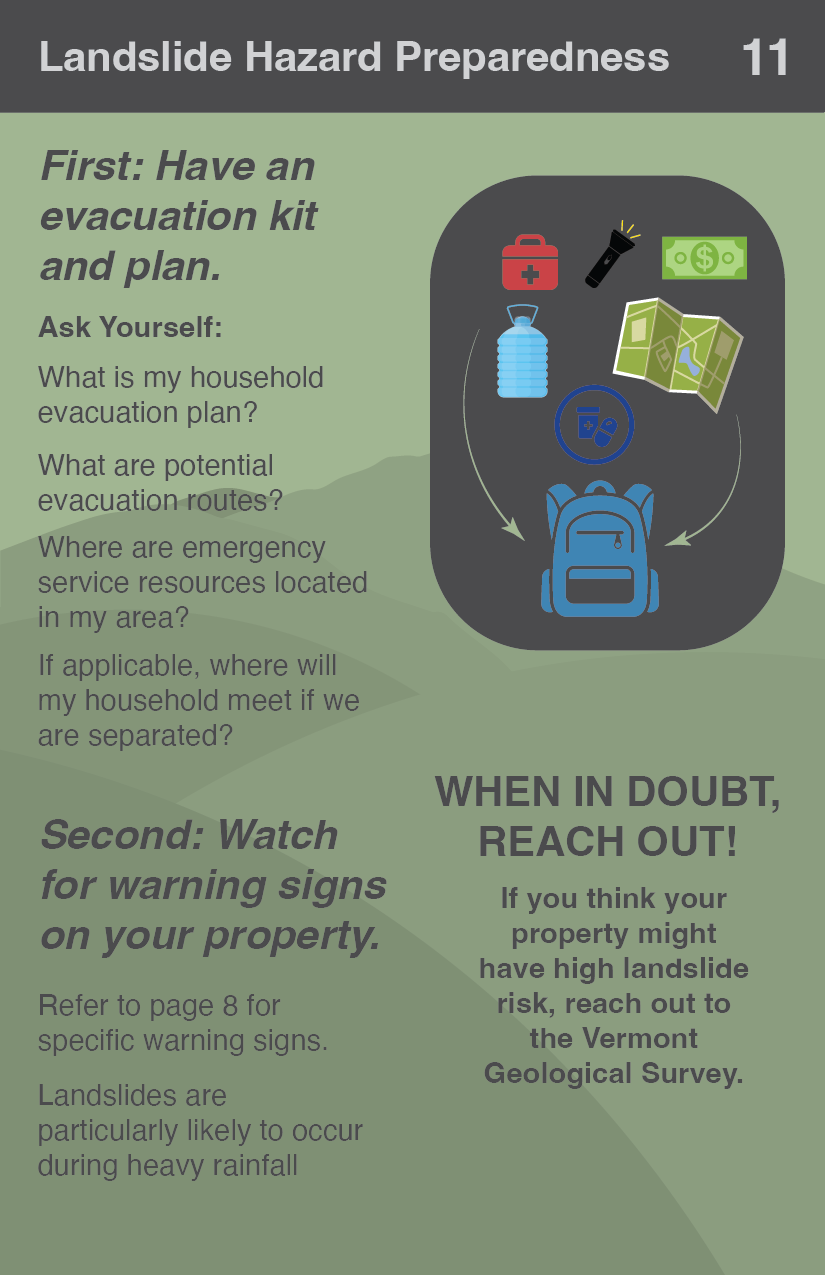 Landslide Hazard Preparedness 11
First: Have an
evacuation kit
and plan.
Ask Yourself:
What is my household
evacuation plan?
What are potential
evacuation routes?
Where are emergency
service resources located
in my area?
If applicable, where will
my household meet if we
are separated?
Second: Watch
for warning signs
on your property.
Refer to page 8 for
specific warning signs.
Landslides are
particularly likely to occur
during heavy rainfall
$
WHEN IN DOUBT,
REACH OUT!
If you think your
property might
have high landslide
risk, reach out to
the Vermont
Geological Survey.